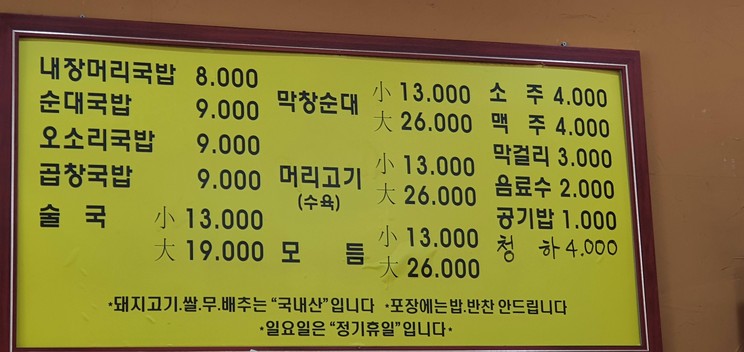 내장머리국밥 8.000
순대국밥 9.000
오소리국밥 9.000
곱창국밥 9.000
술국 小 13.000
大 19.000
막창순대 小 13.000
大 26.000
머리고기 小 13.000
(수육) 大 26.000
모듬 小 13.000
大 26.000
소주 4.000
맥주 4.000
막걸리 3.000
음료수 2.000
공기밥 1.000
청하 4.000
·돼지고기.쌀.무.배추는 “국내산”입니다 ·포장에는밥.반찬 안드립니다
·일요일은 “정기휴일”입니다·